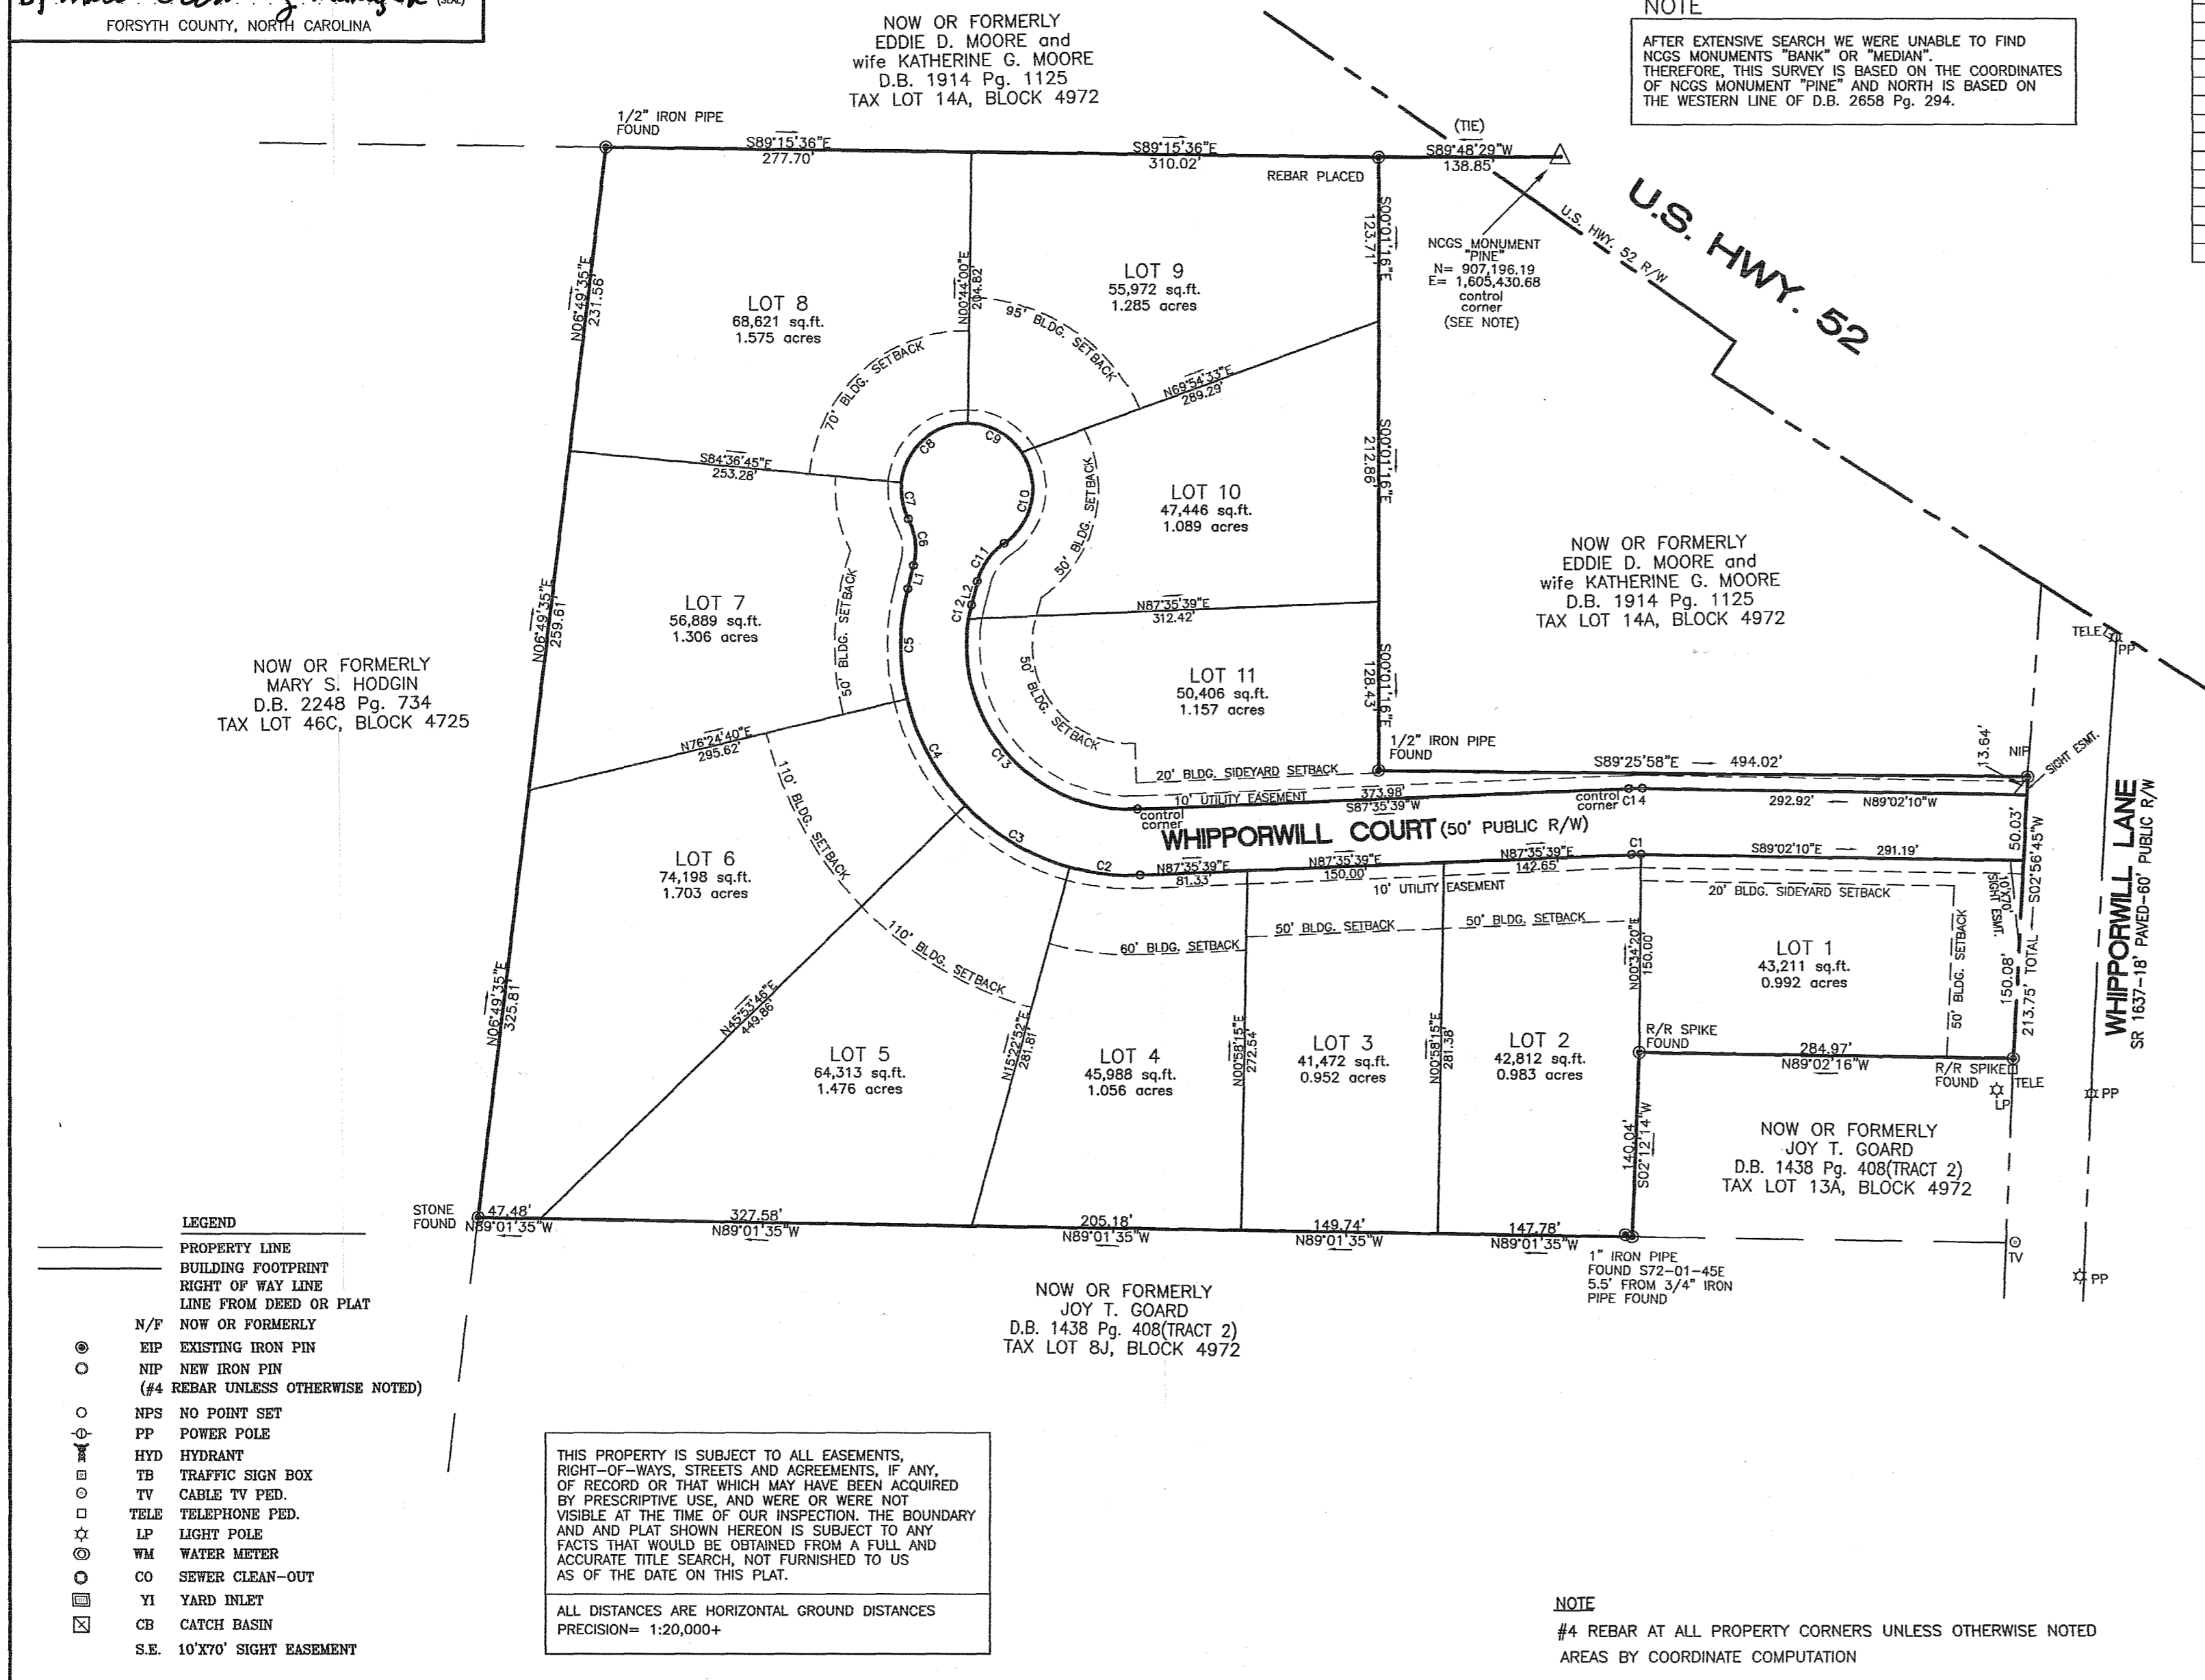 FORSYTH COUNTY, NORTH CAROLINA
(SEAL)
NOW OR FORMERLY
EDDIE D. MOORE and
wife KATHERINE G. MOORE
D.B. 1914 Pg. 1125
TAX LOT 14A, BLOCK 4972
NOTE
AFTER EXTENSIVE SEARCH WE WERE UNABLE TO FIND
NCGS MONUMENTS "BANK" OR "MEDIAN".
THEREFORE, THIS SURVEY IS BASED ON THE COORDINATES
OF NCGS MONUMENT "PINE" AND NORTH IS BASED ON
THE WESTERN LINE OF D.B. 2658 Pg. 294.
1/2" IRON PIPE
FOUND
S89°15'36"E
277.70'
S89°15'36"E
310.02'
REBAR PLACED
(TIE)
S89°48'29"W
138.85'
U.S. HWY. 52
U.S. HWY. 52 R/W
NCGS MONUMENT
"PINE"
N= 907,196.19
E= 1,605,430.68
control
corner
(SEE NOTE)
S00°01'16"E
123.71'
N06°49'35"E
231.56'
LOT 8
68,621 sq.ft.
1.575 acres
N00°44'00"E
204.82'
LOT 9
55,972 sq.ft.
1.285 acres
70' BLDG. SETBACK
95' BLDG. SETBACK
N69°54'33"E
289.29'
S84°36'45"E
253.28'
C8
C9
C7
C10
C6
C11
L1
L2
C12
C5
50' BLDG. SETBACK
LOT 10
47,446 sq.ft.
1.089 acres
S00°01'16"E
212.86'
NOW OR FORMERLY
EDDIE D. MOORE and
wife KATHERINE G. MOORE
D.B. 1914 Pg. 1125
TAX LOT 14A, BLOCK 4972
TELE
PP
N06°49'35"E
259.61'
LOT 7
56,889 sq.ft.
1.306 acres
50' BLDG. SETBACK
N87°35'39"E
312.42'
NOW OR FORMERLY
MARY S. HODGIN
D.B. 2248 Pg. 734
TAX LOT 46C, BLOCK 4725
LOT 11
50,406 sq.ft.
1.157 acres
50' BLDG. SETBACK
S00°01'16"E
128.43'
1/2" IRON PIPE
FOUND
N76°24'40"E
295.62'
C4
C13
20' BLDG. SIDEYARD SETBACK
10' UTILITY EASEMENT
373.98'
S87°35'39"W
control
corner
control
corner
C14
S89°25'58"E
494.02'
292.92'
N89°02'10"W
13.64'
NIP
SIGHT ESMT.
WHIPPORWILL COURT (50' PUBLIC R/W)
WHIPPORWILL LANE
SR 1637-18' PAVED-60' PUBLIC R/W
50.03'
213.75' TOTAL S02°56'45"W
C3
C2
N87°35'39"E
81.33'
N87°35'39"E
150.00'
N87°35'39"E
142.65'
C1
S89°02'10"E
291.19'
10' UTILITY EASEMENT
20' BLDG. SIDEYARD SETBACK
10'X70'
SIGHT ESMT.
LOT 6
74,198 sq.ft.
1.703 acres
110' BLDG. SETBACK
110' BLDG. SETBACK
60' BLDG. SETBACK
50' BLDG. SETBACK
50' BLDG. SETBACK
N00°34'20"E
150.00'
LOT 1
43,211 sq.ft.
0.992 acres
50' BLDG. SETBACK
150.08'
N06°49'35"E
325.81'
N45°53'46"E
449.86'
LOT 5
64,313 sq.ft.
1.476 acres
N15°22'52"E
281.81'
LOT 4
45,988 sq.ft.
1.056 acres
N00°58'15"E
272.54'
LOT 3
41,472 sq.ft.
0.952 acres
N00°58'15"E
281.38'
LOT 2
42,812 sq.ft.
0.983 acres
R/R SPIKE
FOUND
284.97'
N89°02'16"W
R/R SPIKE
FOUND
TELE
LP
PP
140.04'
S02°12'14"W
NOW OR FORMERLY
JOY T. GOARD
D.B. 1438 Pg. 408(TRACT 2)
TAX LOT 13A, BLOCK 4972
TV
PP
STONE
FOUND
47.48'
N89°01'35"W
327.58'
N89°01'35"W
205.18'
N89°01'35"W
149.74'
N89°01'35"W
147.78'
N89°01'35"W
1" IRON PIPE
FOUND S72-01-45E
5.5' FROM 3/4" IRON
PIPE FOUND
NOW OR FORMERLY
JOY T. GOARD
D.B. 1438 Pg. 408(TRACT 2)
TAX LOT 8J, BLOCK 4972
LEGEND
PROPERTY LINE
BUILDING FOOTPRINT
RIGHT OF WAY LINE
LINE FROM DEED OR PLAT
N/F NOW OR FORMERLY
EIP EXISTING IRON PIN
NIP NEW IRON PIN
(#4 REBAR UNLESS OTHERWISE NOTED)
NPS NO POINT SET
PP POWER POLE
HYD HYDRANT
TB TRAFFIC SIGN BOX
TV CABLE TV PED.
TELE TELEPHONE PED.
LP LIGHT POLE
WM WATER METER
CO SEWER CLEAN-OUT
YI YARD INLET
CB CATCH BASIN
S.E. 10'X70' SIGHT EASEMENT
THIS PROPERTY IS SUBJECT TO ALL EASEMENTS,
RIGHT-OF-WAYS, STREETS AND AGREEMENTS, IF ANY,
OF RECORD OR THAT WHICH MAY HAVE BEEN ACQUIRED
BY PRESCRIPTIVE USE, AND WERE OR WERE NOT
VISIBLE AT THE TIME OF OUR INSPECTION. THE BOUNDARY
AND AND PLAT SHOWN HEREON IS SUBJECT TO ANY
FACTS THAT WOULD BE OBTAINED FROM A FULL AND
ACCURATE TITLE SEARCH, NOT FURNISHED TO US
AS OF THE DATE ON THIS PLAT.
ALL DISTANCES ARE HORIZONTAL GROUND DISTANCES
PRECISION= 1:20,000+
NOTE
#4 REBAR AT ALL PROPERTY CORNERS UNLESS OTHERWISE NOTED
AREAS BY COORDINATE COMPUTATION